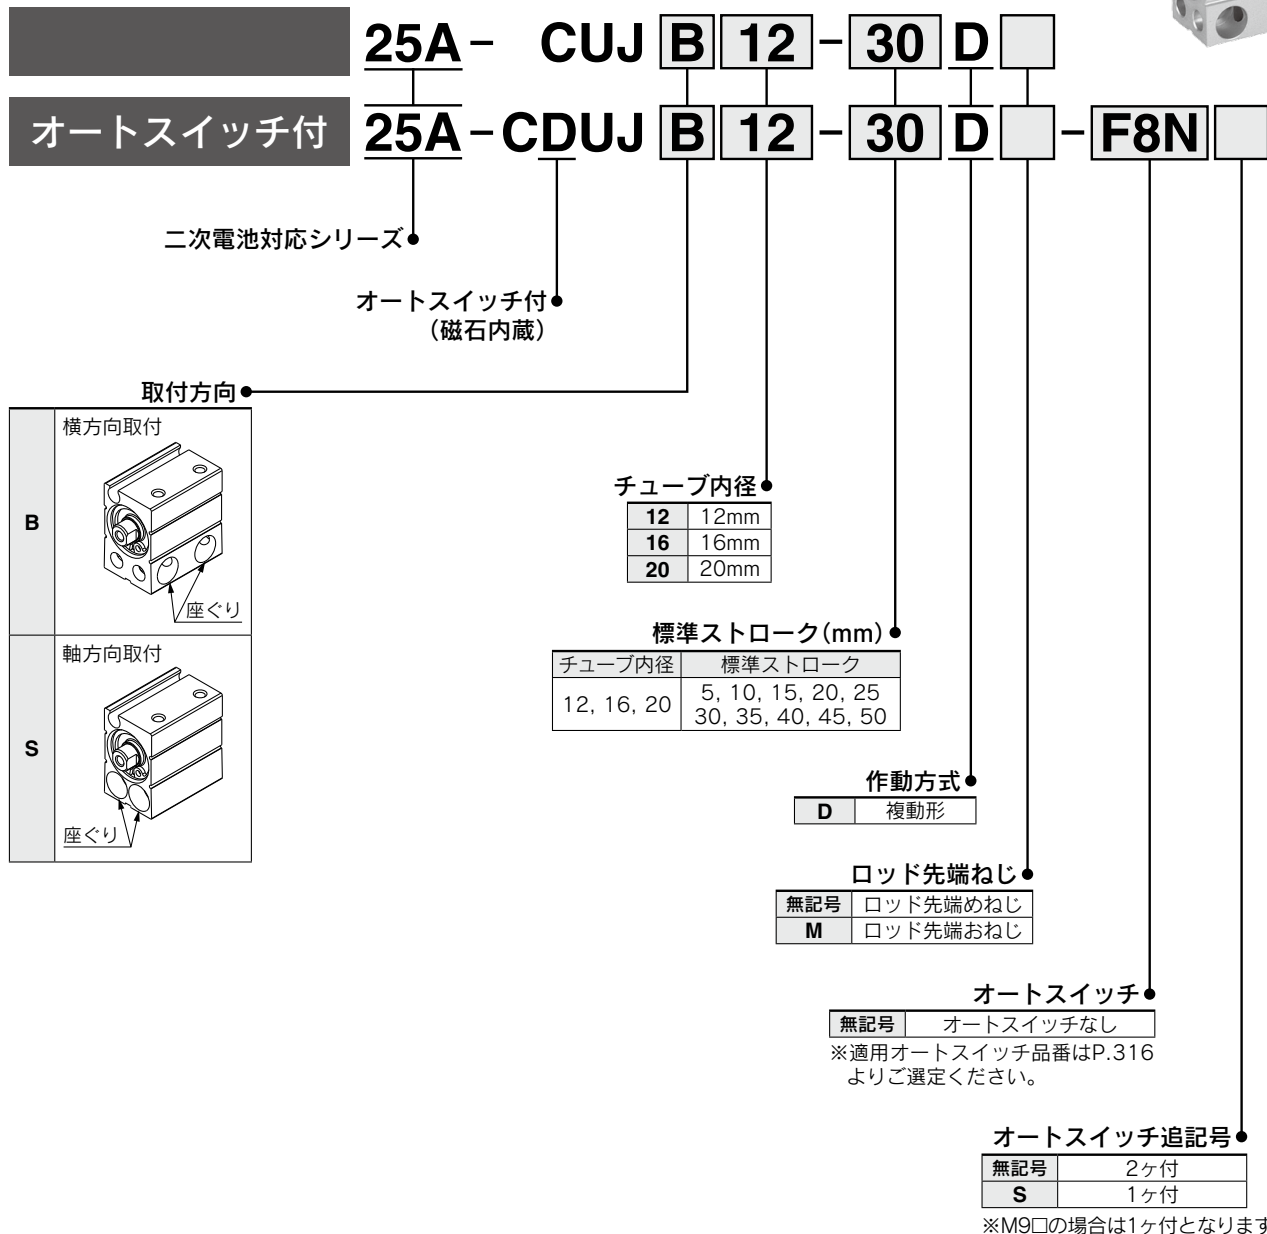 25A- CUJ B 12 - 30 D
オートスイッチ付 25A-CDUJ B 12 - 30 D - F8N
二次電池対応シリーズ
オートスイッチ付
(磁石内蔵)
取付方向
B 横方向取付
座ぐり
S 軸方向取付
座ぐり
チューブ内径
12 12mm
16 16mm
20 20mm
標準ストローク(mm)
チューブ内径 標準ストローク
12, 16, 20 5, 10, 15, 20, 25
30, 35, 40, 45, 50
作動方式
D 複動形
ロッド先端ねじ
無記号 ロッド先端めねじ
M ロッド先端おねじ
オートスイッチ
無記号 オートスイッチなし
※適用オートスイッチ品番はP.316
よりご選定ください。
オートスイッチ追記号
無記号 2ヶ付
S 1ヶ付
※M9□の場合は1ヶ付となります